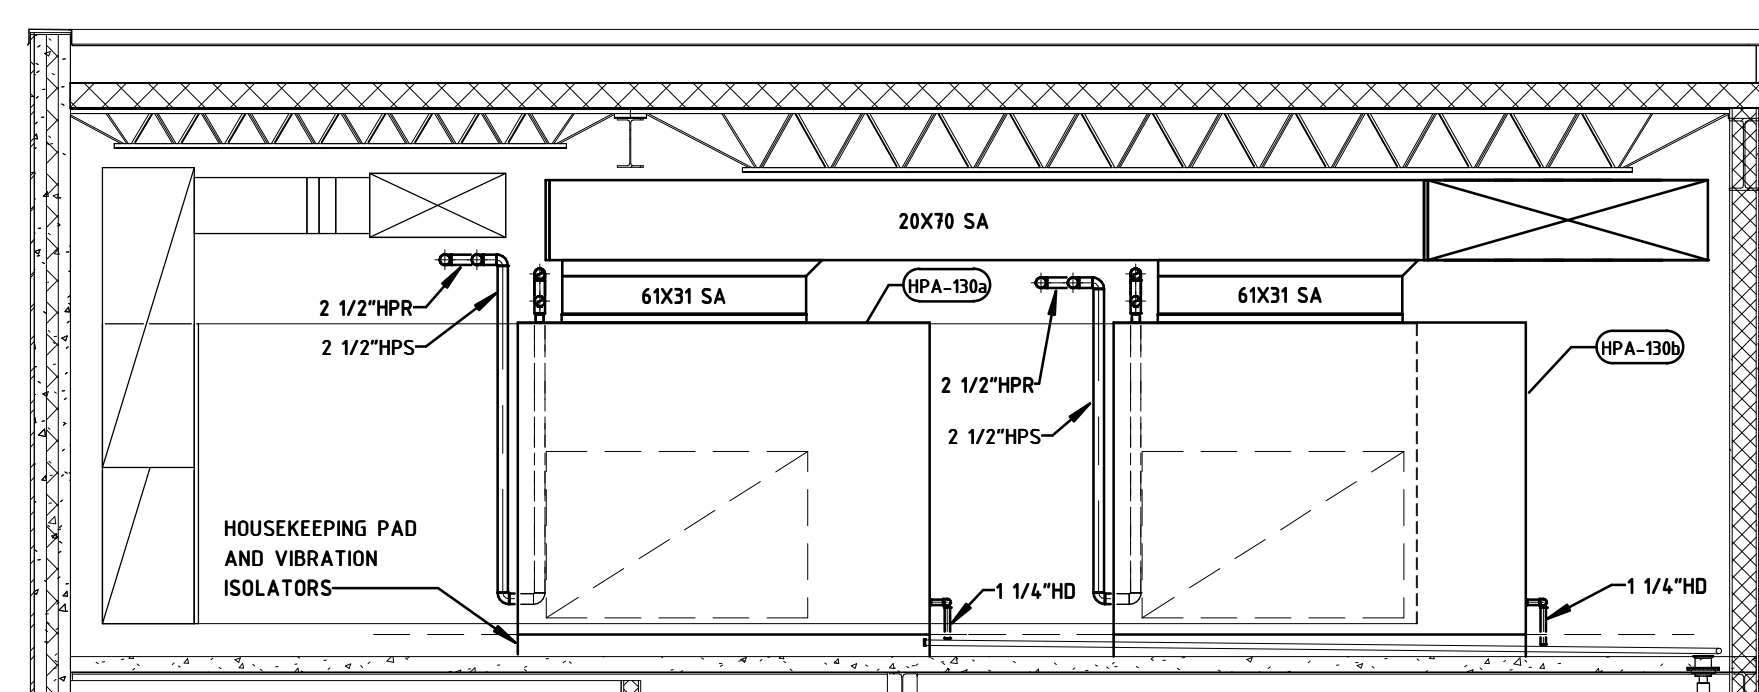 20X70 SA
61X31 SA
HPA-130a
61X31 SA
2 1/2"HPR
2 1/2"HPS
HPA-130b
2 1/2"HPR
2 1/2"HPS
HOUSEKEEPING PAD
AND VIBRATION
ISOLATORS
1 1/4"HD
1 1/4"HD